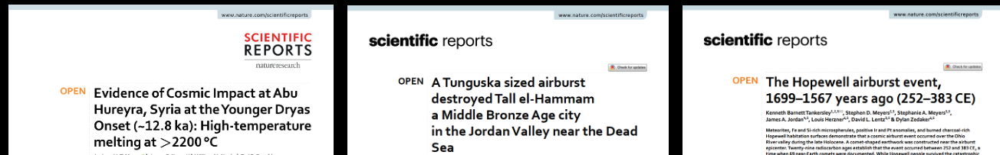 www.nature.com/scientificreports
SCIENTIFIC
REPORTS
natureresearch
OPEN
Evidence of Cosmic Impact at Abu
Hureyra, Syria at the Younger Dryas
Onset (~12.8 ka): High-temperature
melting at >2200 °C
www.nature.com/scientificreports
scientific reports
Check for updates
OPEN
A Tunguska sized airburst
destroyed Tall el-Hammam
a Middle Bronze Age city
in the Jordan Valley near the Dead
Sea
www.nature.com/scientificreports
scientific reports
Check for updates
OPEN
The Hopewell airburst event,
1699–1567 years ago (252–383 CE)
Kenneth Barnett Tankersley, Stephen D. Meyers, Stephanie A. Meyers,
James A. Jordan, Louis Herzner, David L. Lentz & Dylan Zedaker
Meteorites, Fe and Si-rich microspherules, positive Ir and Pt anomalies, and burned charcoal-rich
Hopewell habitation surfaces demonstrate that a cosmic airburst event occurred over the Ohio
River valley during the late Holocene. A comet-shaped earthwork was constructed near the airburst
epicenter. Twenty-nine radiocarbon ages establish that the event occurred between 252 and 383 CE, a
time when 69 near-Earth comets were documented. While Hopewell people survived the catastrophic